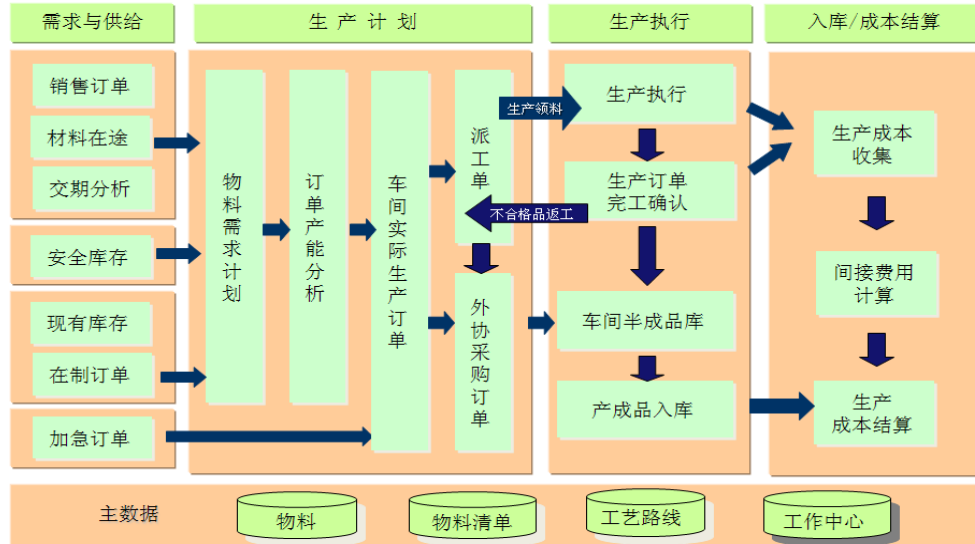 需求与供给
生 产 计 划
生产执行
入库/成本结算
销售订单
材料在途
交期分析
安全库存
现有库存
在制订单
加急订单
物料需求计划
订单产能分析
车间实际生产订单
派工单
外协采购订单
生产领料
生产执行
生产订单
完工确认
不合格品返工
车间半成品库
产成品入库
生产成本
收集
间接费用
计算
生产
成本结算
主数据
物料
物料清单
工艺路线
工作中心